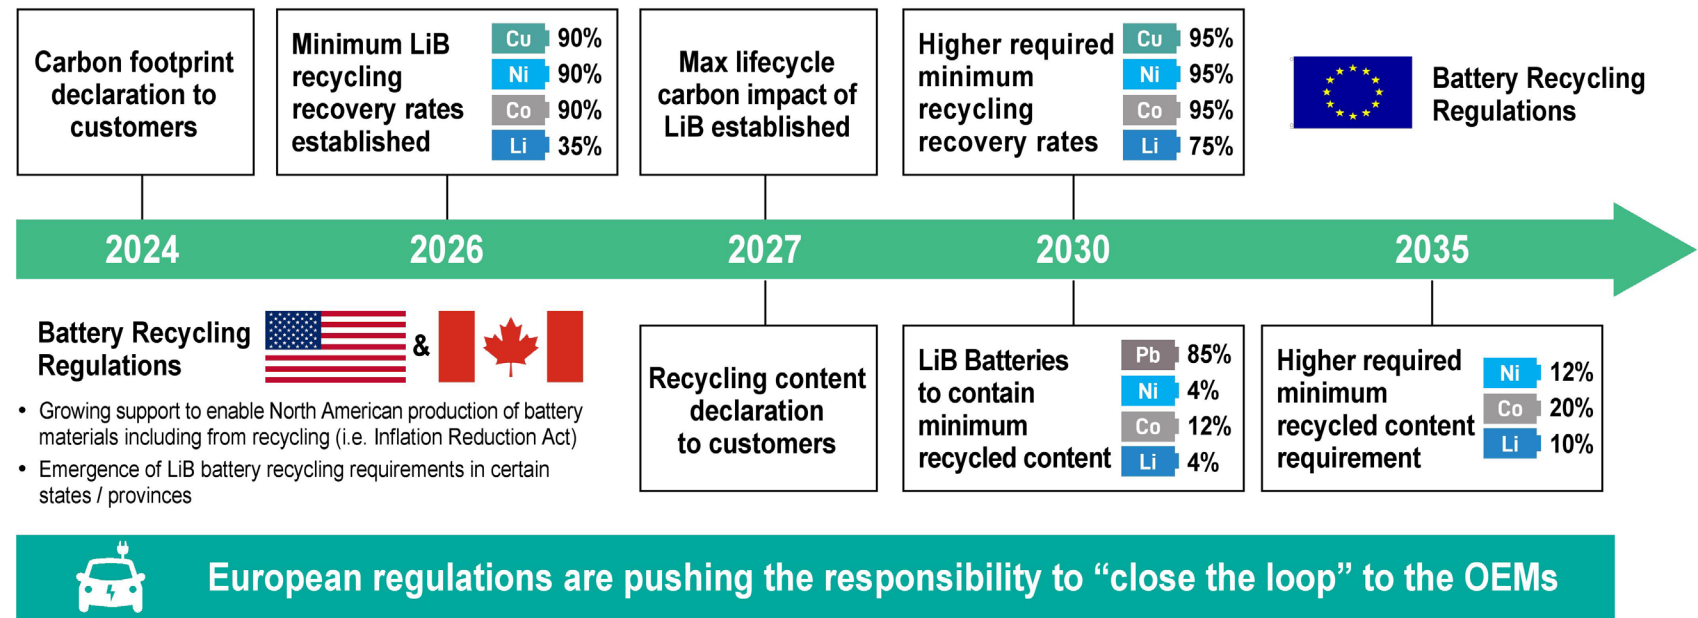 Carbon footprint
declaration to
customers
Minimum LiB
recycling
recovery rates
established
Cu 90%
Ni 90%
Co 90%
Li 35%
Max lifecycle
carbon impact of
LiB established
Higher required
minimum
recycling
recovery rates
Cu 95%
Ni 95%
Co 95%
Li 75%
Battery Recycling
Regulations
2024 2026 2027 2030 2035
Battery Recycling
Regulations
&
• Growing support to enable North American production of battery
materials including from recycling (i.e. Inflation Reduction Act)
• Emergence of LiB battery recycling requirements in certain
states / provinces
Recycling content
declaration
to customers
LiB Batteries
to contain
minimum
recycled content
Pb 85%
Ni 4%
Co 12%
Li 4%
Higher required
minimum
recycled content
requirement
Ni 12%
Co 20%
Li 10%
European regulations are pushing the responsibility to “close the loop” to the OEMs